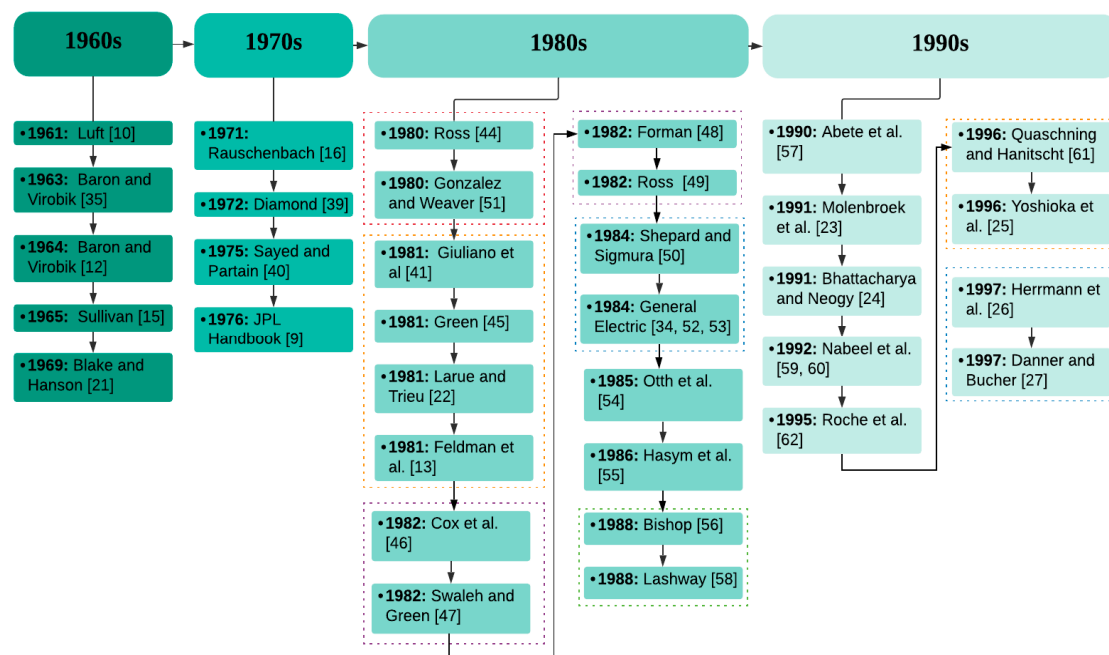 1960s
1970s
1980s
1990s
•1961: Luft [10]
•1963: Baron and
Virobik [35]
•1964: Baron and
Virobik [12]
•1965: Sullivan [15]
•1969: Blake and
Hanson [21]
•1971:
Rauschenbach [16]
•1972: Diamond [39]
•1975: Sayed and
Partain [40]
•1976: JPL
Handbook [9]
•1980: Ross [44]
•1980: Gonzalez
and Weaver [51]
•1981: Giuliano et
al [41]
•1981: Green [45]
•1981: Larue and
Trieu [22]
•1981: Feldman et
al. [13]
•1982: Cox et al.
[46]
•1982: Swaleh and
Green [47]
•1982: Forman [48]
•1982: Ross [49]
•1984: Shepard and
Sigmura [50]
•1984: General
Electric [34, 52, 53]
•1985: Otth et al.
[54]
•1986: Hasym et al.
[55]
•1988: Bishop [56]
•1988: Lashway [58]
•1990: Abete et al.
[57]
•1991: Molenbroek
et al. [23]
•1991: Bhattacharya
and Neogy [24]
•1992: Nabeel et al.
[59, 60]
•1995: Roche et al.
[62]
•1996: Quaschning
and Hanitscht [61]
•1996: Yoshioka et
al. [25]
•1997: Herrmann et
al. [26]
•1997: Danner and
Bucher [27]